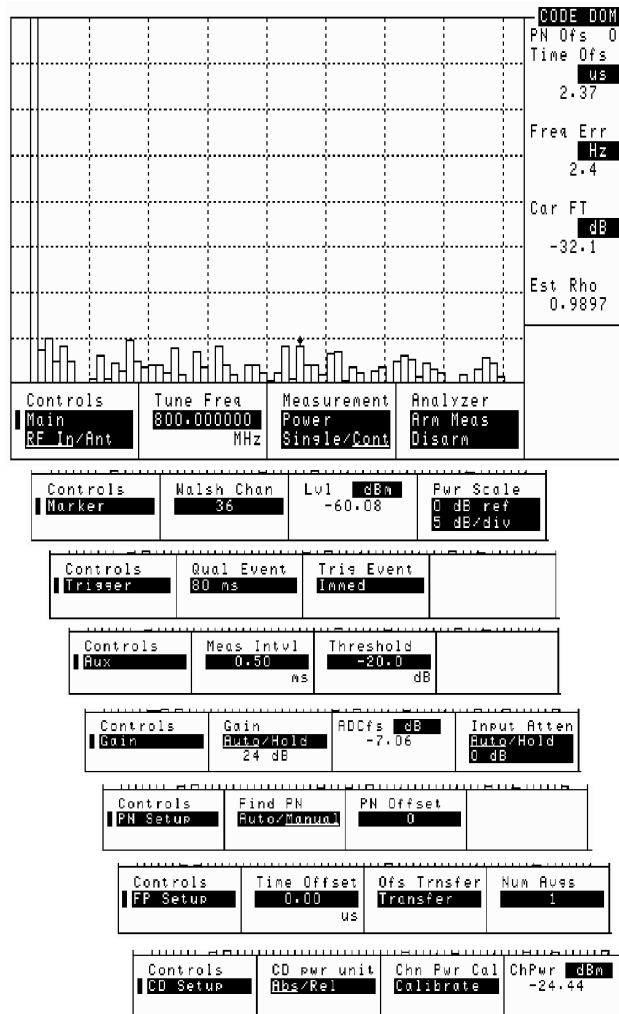 CODE DOM
PN Ofs 0
Time Ofs
us
2.37
Freq Err
Hz
2.4
Car FT
dB
-32.1
Est Rho
0.9897
Controls Tune Freq Measurement Analyzer
Main 800.000000 Power Arm Meas
RF In/Ant MHz Single/Cont Disarm
Controls Walsh Chan Lvl dBm Pwr Scale
Marker 36 -60.08 0 dB ref
5 dB/div
Controls Qual Event Trig Event
Trigger 80 ms Immed
Controls Meas Intvl Threshold
Aux 0.50 -20.0
ms dB
Controls Gain ADCfs dB Input Atten
Gain Auto/Hold -7.06 Auto/Hold
24 dB 0 dB
Controls Find PN PN Offset
PN Setup Auto/Manual 0
Controls Time Offset Ofs Trnsfer Num Avgs
FP Setup 0.00 Transfer 1
us
Controls CD pwr unit Chn Pwr Cal ChPwr dBm
CD Setup Abs/Rel Calibrate -24.44